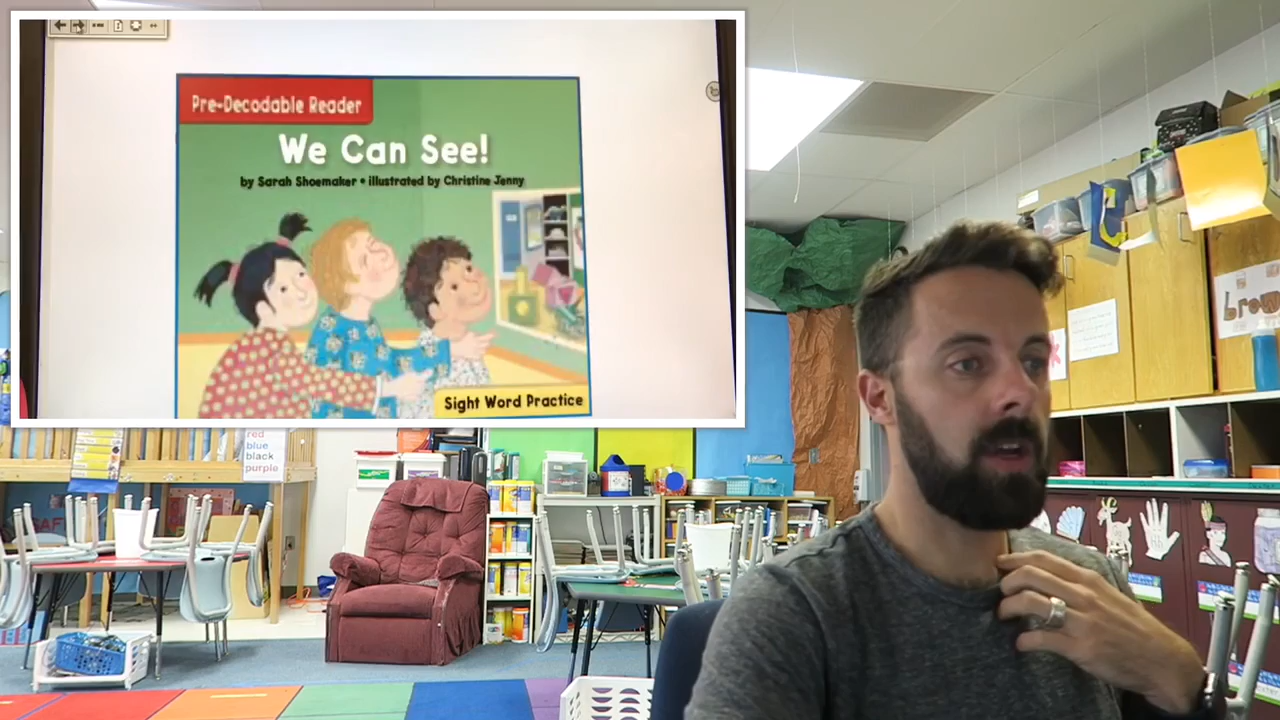 Pre-Decodable Reader
We Can See!
by Sarah Shoemaker • illustrated by Christine Jenny
Sight Word Practice
red
blue
black
purple
brow